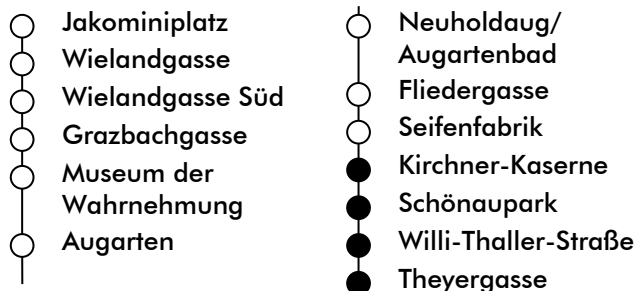 Jakominiplatz
Wielandgasse
Wielandgasse Süd
Grazbachgasse
Museum der
Wahrnehmung
Augarten
Neuholdaug/
Augartenbad
Fliedergasse
Seifenfabrik
Kirchner-Kaserne
Schönaupark
Willi-Thaller-Straße
Theyergasse